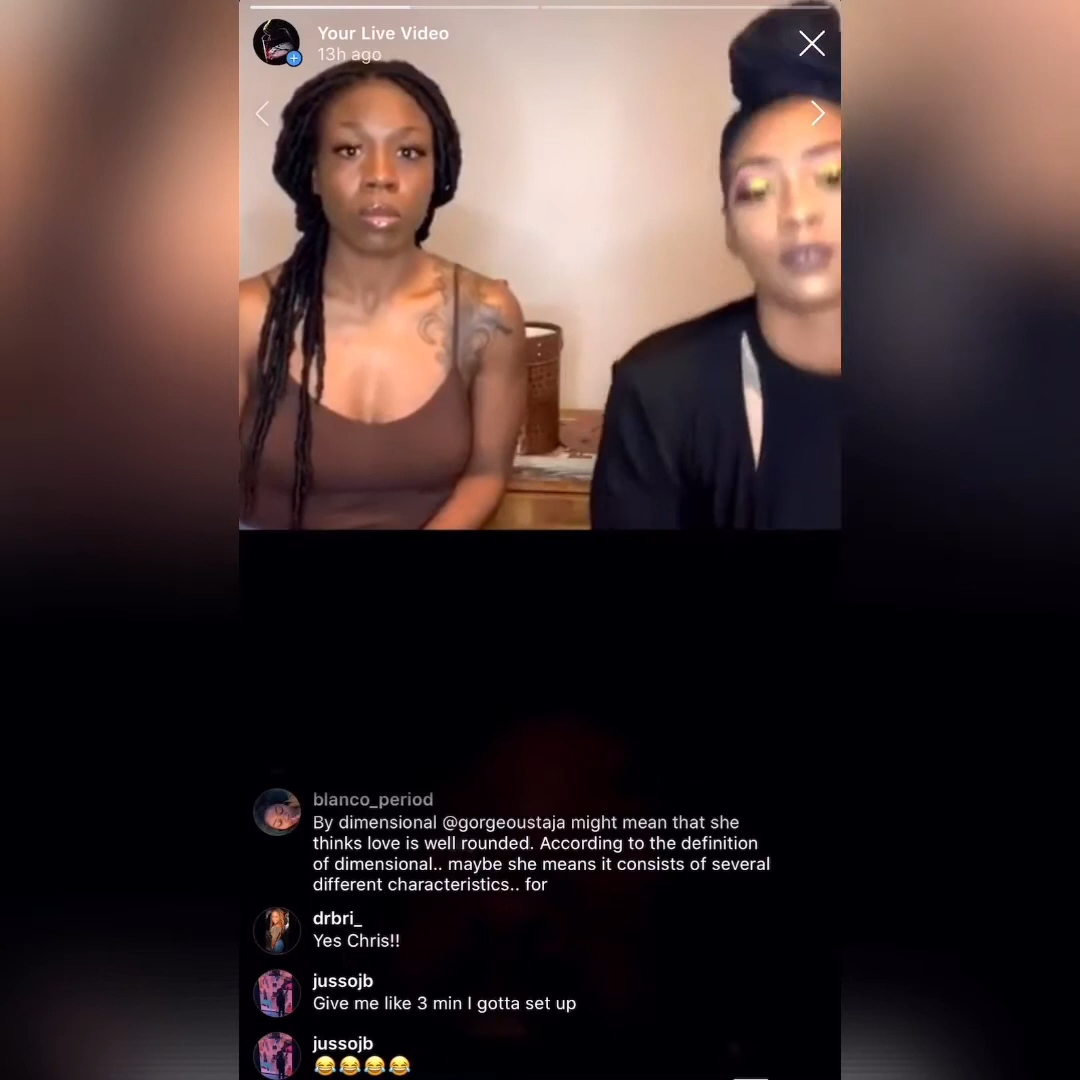 Your Live Video
13h ago
blanco_period
By dimensional @gorgeoustaja might mean that she
thinks love is well rounded. According to the definition
of dimensional.. maybe she means it consists of several
different characteristics.. for
drbri_
Yes Chris!!
jussojb
Give me like 3 min I gotta set up
jussojb
😂😂😂😂